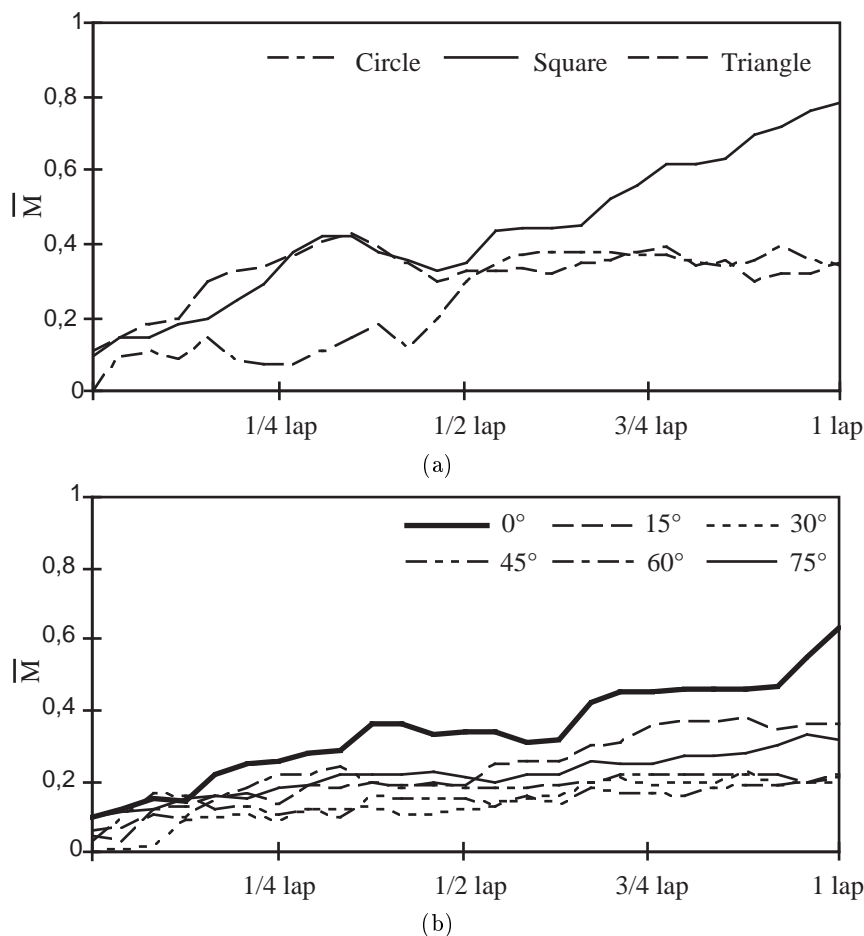 1
Circle Square Triangle
0,8
0,6
M
0,4
0,2
0
1/4 lap 1/2 lap 3/4 lap 1 lap
(a)
1
0° 15° 30°
45° 60° 75°
0,8
0,6
M
0,4
0,2
0
1/4 lap 1/2 lap 3/4 lap 1 lap
(b)